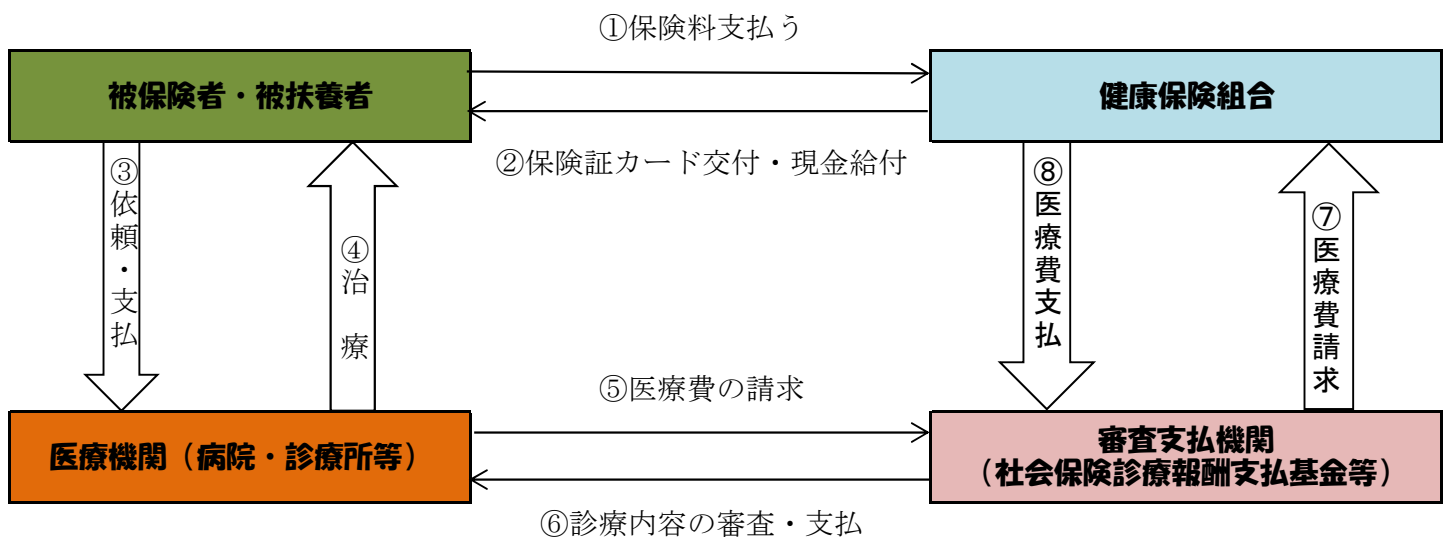 ①保険料支払う
被保険者・被扶養者
健康保険組合
②保険証カード交付・現金給付
③依頼・支払
④治 療
⑧医療費支払
⑦医療費請求
⑤医療費の請求
医療機関（病院・診療所等）
審査支払機関
（社会保険診療報酬支払基金等）
⑥診療内容の審査・支払